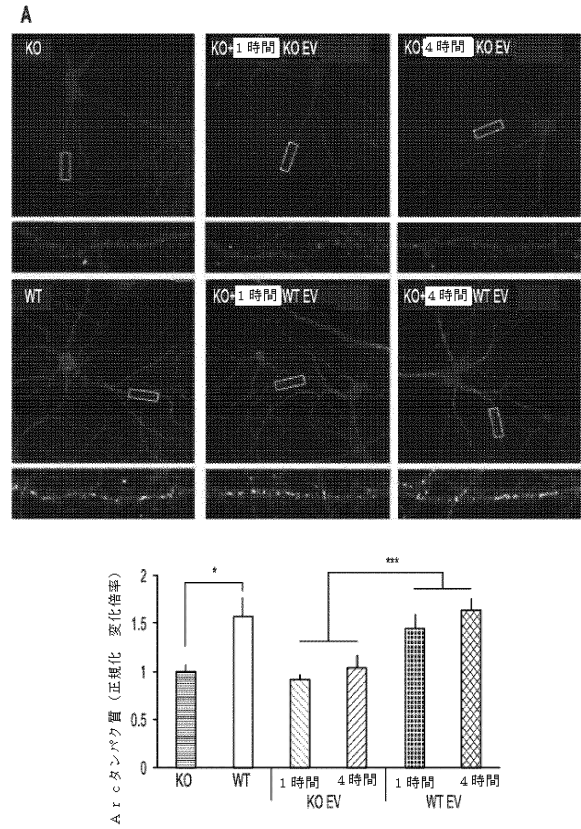 A
KO
KO+1時間 KO EV
KO+4時間 KO EV
WT
KO+1時間 WT EV
KO+4時間 WT EV
Arcタンパク質(正規化 変化倍率)
2
1.5
1
0.5
0
*
***
KO
WT
1時間
4時間
1時間
4時間
KO EV
WT EV